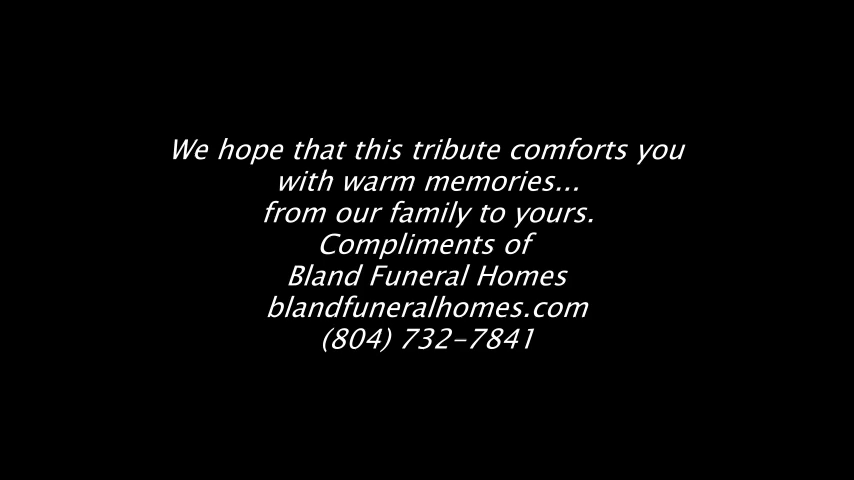 We hope that this tribute comforts you
with warm memories...
from our family to yours.
Compliments of
Bland Funeral Homes
blandfuneralhomes.com
(804) 732-7841